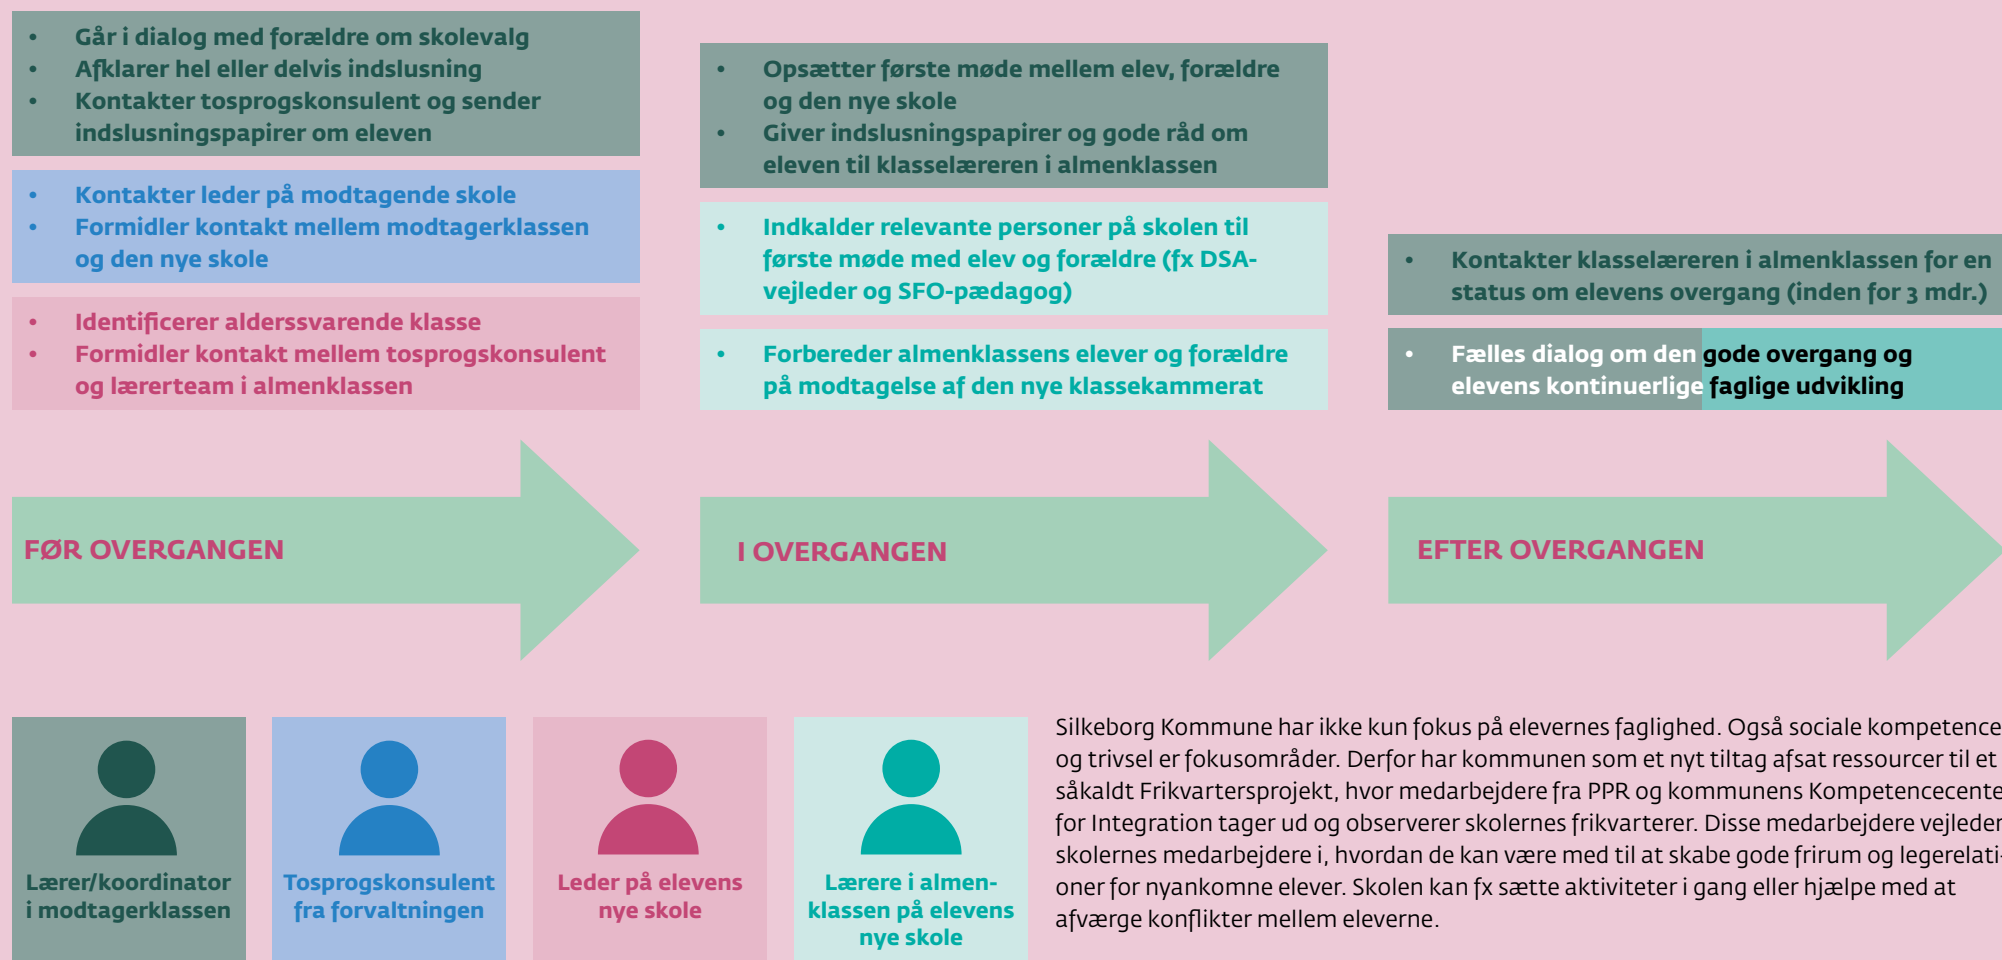 • Går i dialog med forældre om skolevalg
• Afklarer hel eller delvis indslusning
• Kontakter tosprogskonsulent og sender
indslusningspapirer om eleven
• Kontakter leder på modtagende skole
• Formidler kontakt mellem modtagerklassen
og den nye skole
• Identificerer alderssvarende klasse
• Formidler kontakt mellem tosprogskonsulent
og lærerteam i almenklassen
FØR OVERGANGEN
• Opsætter første møde mellem elev, forældre
og den nye skole
• Giver indslusningspapirer og gode råd om
eleven til klasselæreren i almenklassen
• Indkalder relevante personer på skolen til
første møde med elev og forældre (fx DSA-
vejleder og SFO-pædagog)
• Forbereder almenklassens elever og forældre
på modtagelse af den nye klassekammerat
I OVERGANGEN
• Kontakter klasselæreren i almenklassen for en
status om elevens overgang (inden for 3 mdr.)
• Fælles dialog om den gode overgang og
elevens kontinuerlige faglige udvikling
EFTER OVERGANGEN
Lærer/koordinator
i modtagerklassen
Tosprogskonsulent
fra forvaltningen
Leder på elevens
nye skole
Lærere i almen-
klassen på elevens
nye skole
Silkeborg Kommune har ikke kun fokus på elevernes faglighed. Også sociale kompetence
og trivsel er fokusområder. Derfor har kommunen som et nyt tiltag afsat ressourcer til et
såkaldt Frikvartersprojekt, hvor medarbejdere fra PPR og kommunens Kompetencecente
for Integration tager ud og observerer skolernes frikvarterer. Disse medarbejdere vejleder
skolernes medarbejdere i, hvordan de kan være med til at skabe gode frirum og legerelati-
oner for nyankomne elever. Skolen kan fx sætte aktiviteter i gang eller hjælpe med at
afværge konflikter mellem eleverne.